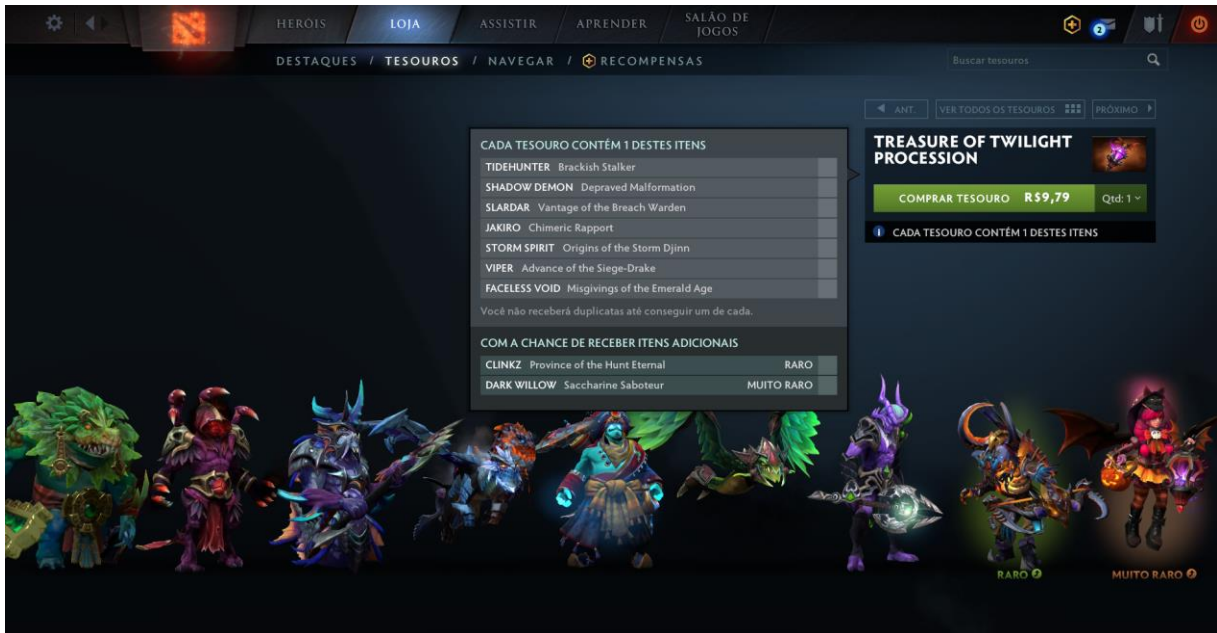 HERÓIS
LOJA
ASSISTIR
APRENDER
SALÃO DE
JOGOS
2
DESTAQUES / TESOUROS / NAVEGAR / RECOMPENSAS
Buscar tesouros
ANT.
VER TODOS OS TESOUROS
PRÓXIMO
TREASURE OF TWILIGHT
PROCESSION
COMPRAR TESOURO R$9,79
Qtd: 1
i CADA TESOURO CONTÉM 1 DESTES ITENS
CADA TESOURO CONTÉM 1 DESTES ITENS
TIDEHUNTER Brackish Stalker
SHADOW DEMON Depraved Malformation
SLARDAR Vantage of the Breach Warden
JAKIRO Chimeric Rapport
STORM SPIRIT Origins of the Storm Djinn
VIPER Advance of the Siege-Drake
FACELESS VOID Misgivings of the Emerald Age
Você não receberá duplicatas até conseguir um de cada.
COM A CHANCE DE RECEBER ITENS ADICIONAIS
CLINKZ Province of the Hunt Eternal RARO
DARK WILLOW Saccharine Saboteur MUITO RARO
RARO
MUITO RARO